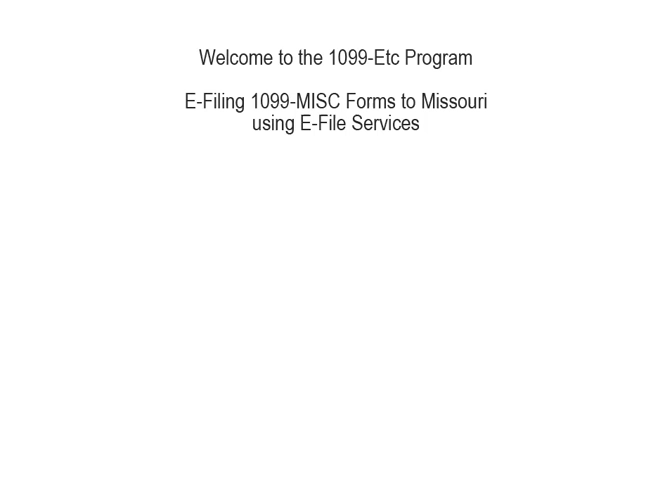 Welcome to the 1099-Etc Program
E-Filing 1099-MISC Forms to Missouri
using E-File Services